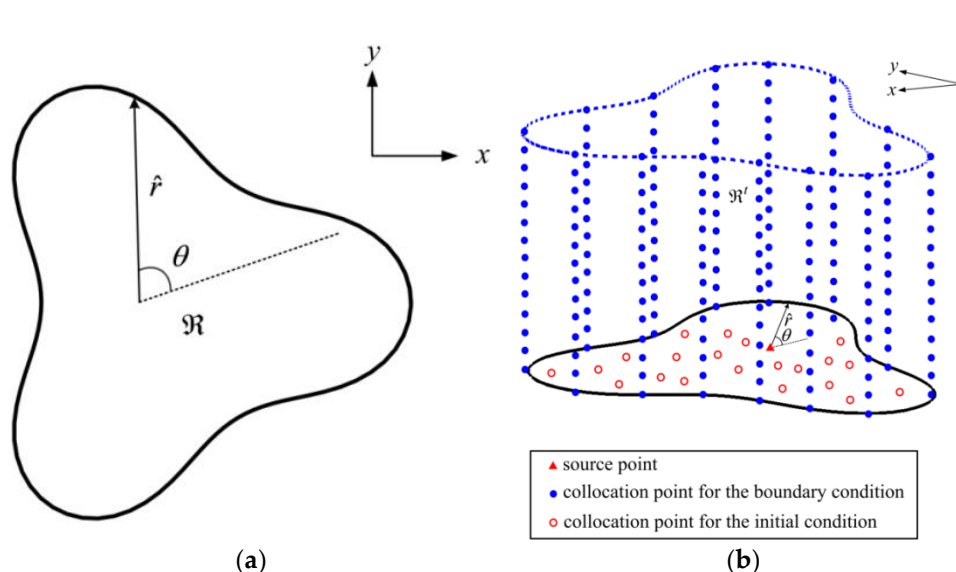 y
x
r̂
θ
ℜ
(a)
y
x
ℜ'
r̂
θ
source point
collocation point for the boundary condition
collocation point for the initial condition
(b)